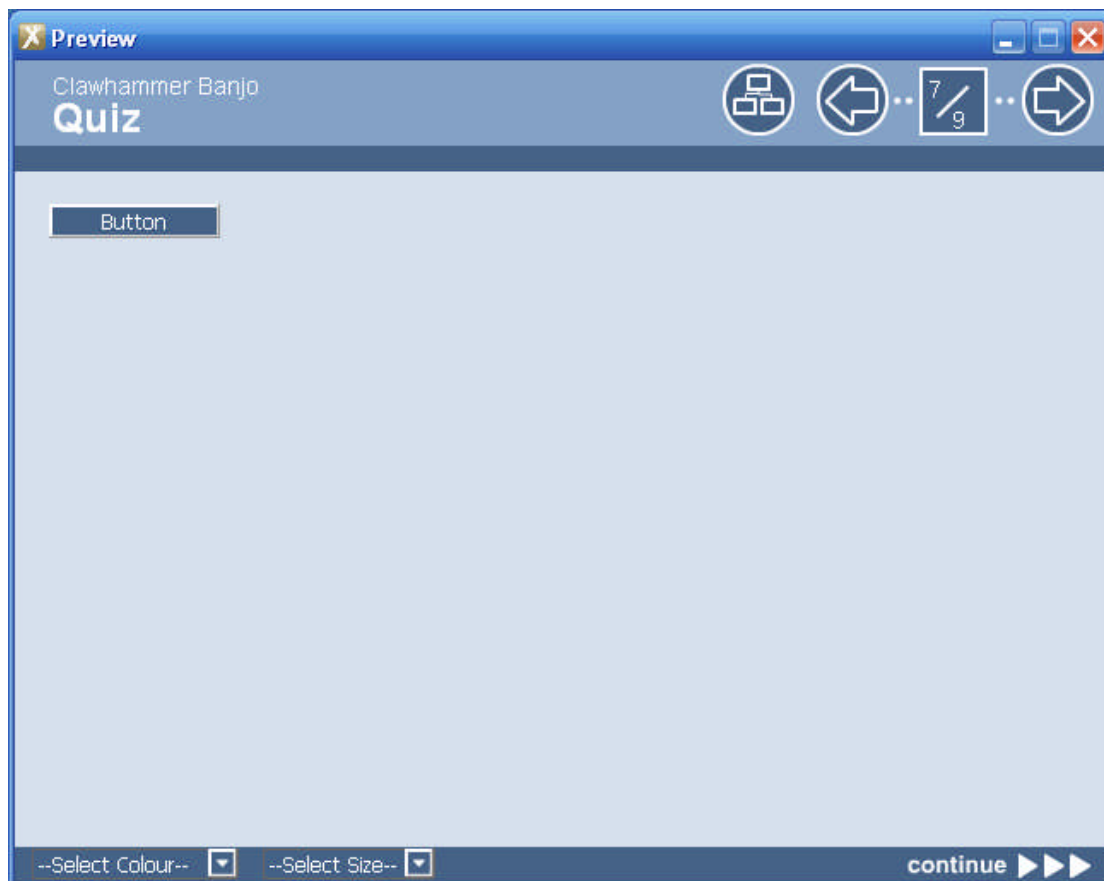 Preview
Clawhammer Banjo
Quiz
7/9
Button
--Select Colour--
--Select Size--
continue